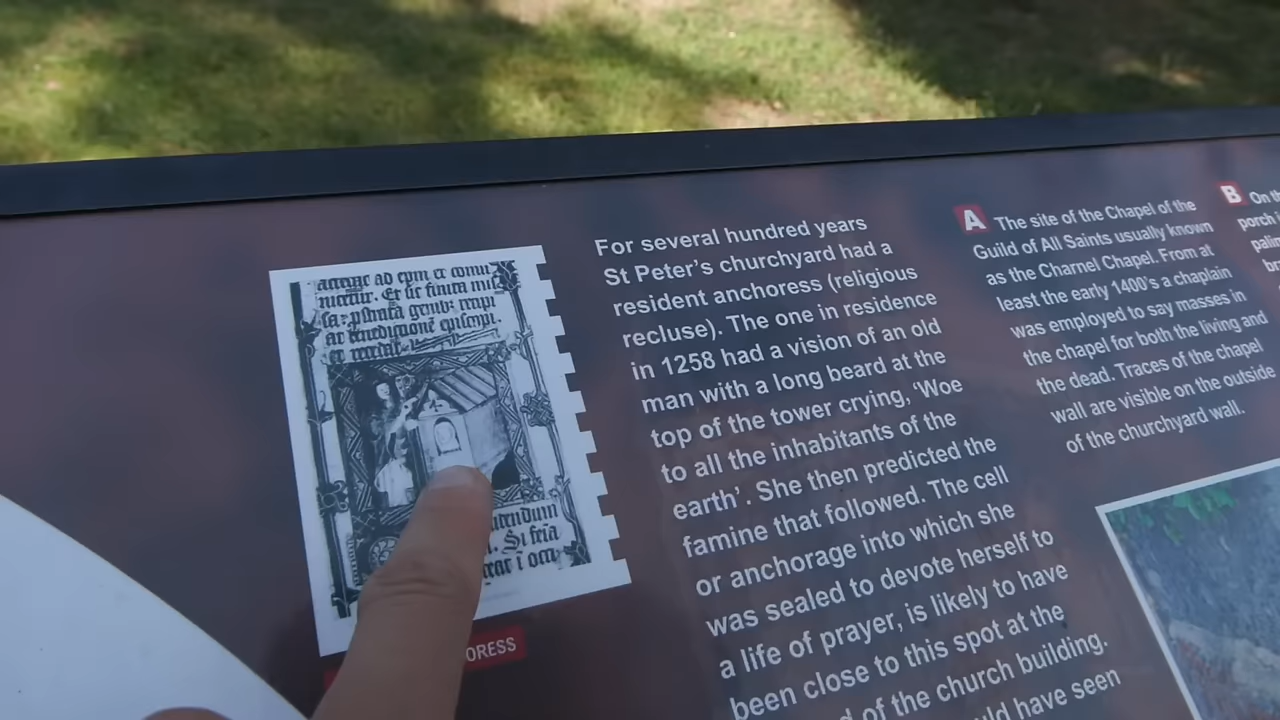 For several hundred years
St Peter's churchyard had a
resident anchoress (religious
recluse). The one in residence
in 1258 had a vision of an old
man with a long beard at the
top of the tower crying, 'Woe
to all the inhabitants of the
earth'. She then predicted the
famine that followed. The cell
or anchorage into which she
was sealed to devote herself to
a life of prayer, is likely to have
been close to this spot at the
of the church building.
have seen
A The site of the Chapel of the
Guild of All Saints usually known
as the Charnel Chapel. From at
least the early 1400's a chaplain
was employed to say masses in
the chapel for both the living and
the dead. Traces of the chapel
wall are visible on the outside
of the churchyard wall.
B On
porch